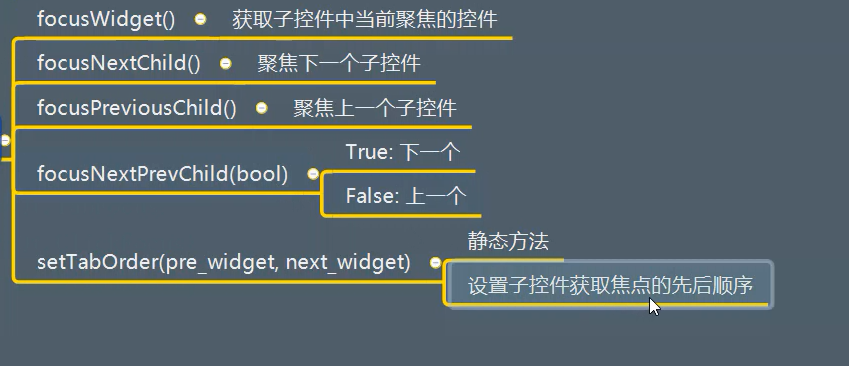 focusWidget() 获取子控件中当前聚焦的控件
focusNextChild() 聚焦下一个子控件
focusPreviousChild() 聚焦上一个子控件
focusNextPrevChild(bool)
True: 下一个
False: 上一个
setTabOrder(pre_widget, next_widget)
静态方法
设置子控件获取焦点的先后顺序